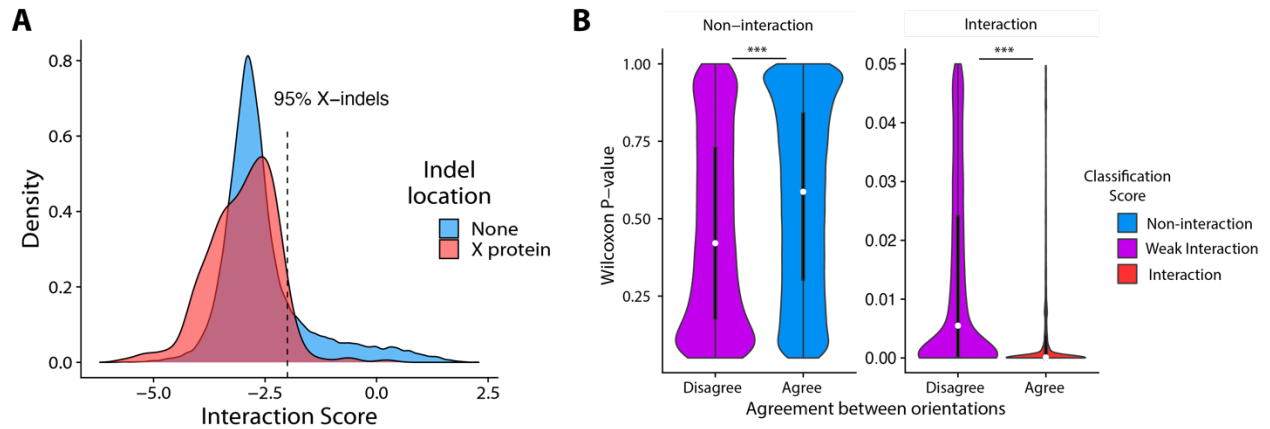 A
0.8
0.6
0.4
0.2
0.0
Density
−5.0
−2.5
0.0
2.5
Interaction Score
95% X−indels
Indel
location
None
X protein
B
Non−interaction
Interaction
***
***
1.00
0.75
0.50
0.25
Wilcoxon P−value
0.05
0.04
0.03
0.02
0.01
0.00
Disagree
Agree
Disagree
Agree
Agreement between orientations
Classification
Score
Non−interaction
Weak Interaction
Interaction